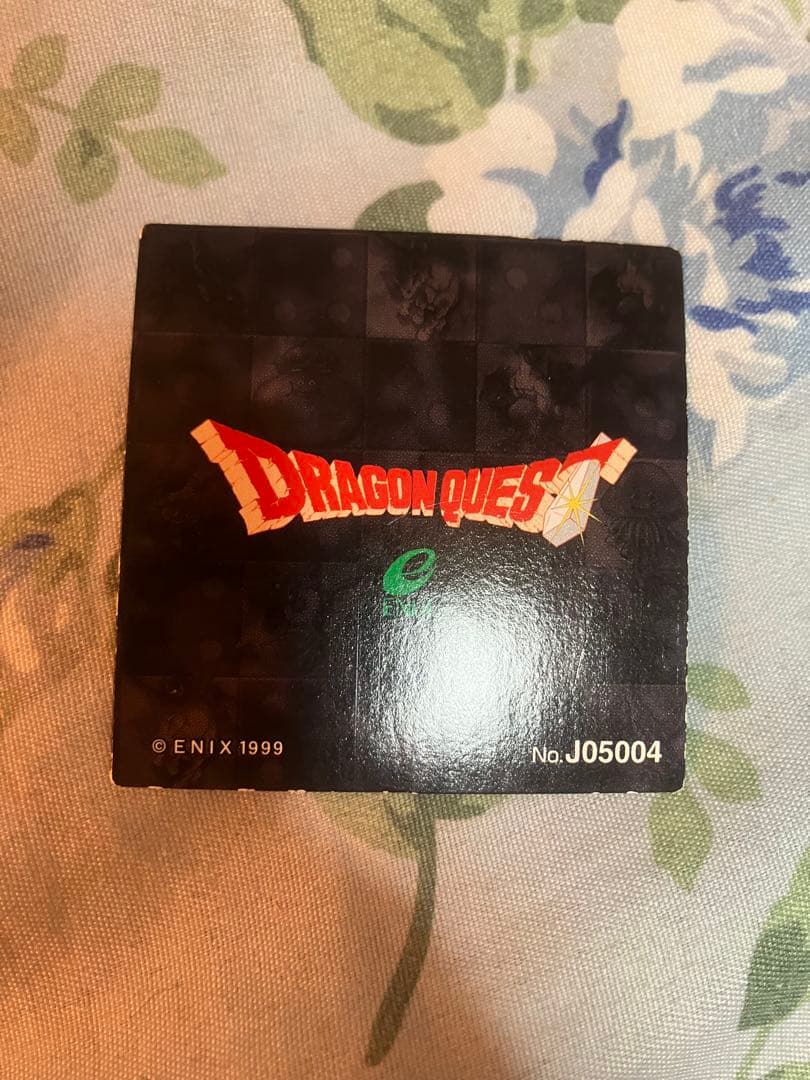 DRAGON QUEST
ENIX
© ENIX 1999
No. J05004